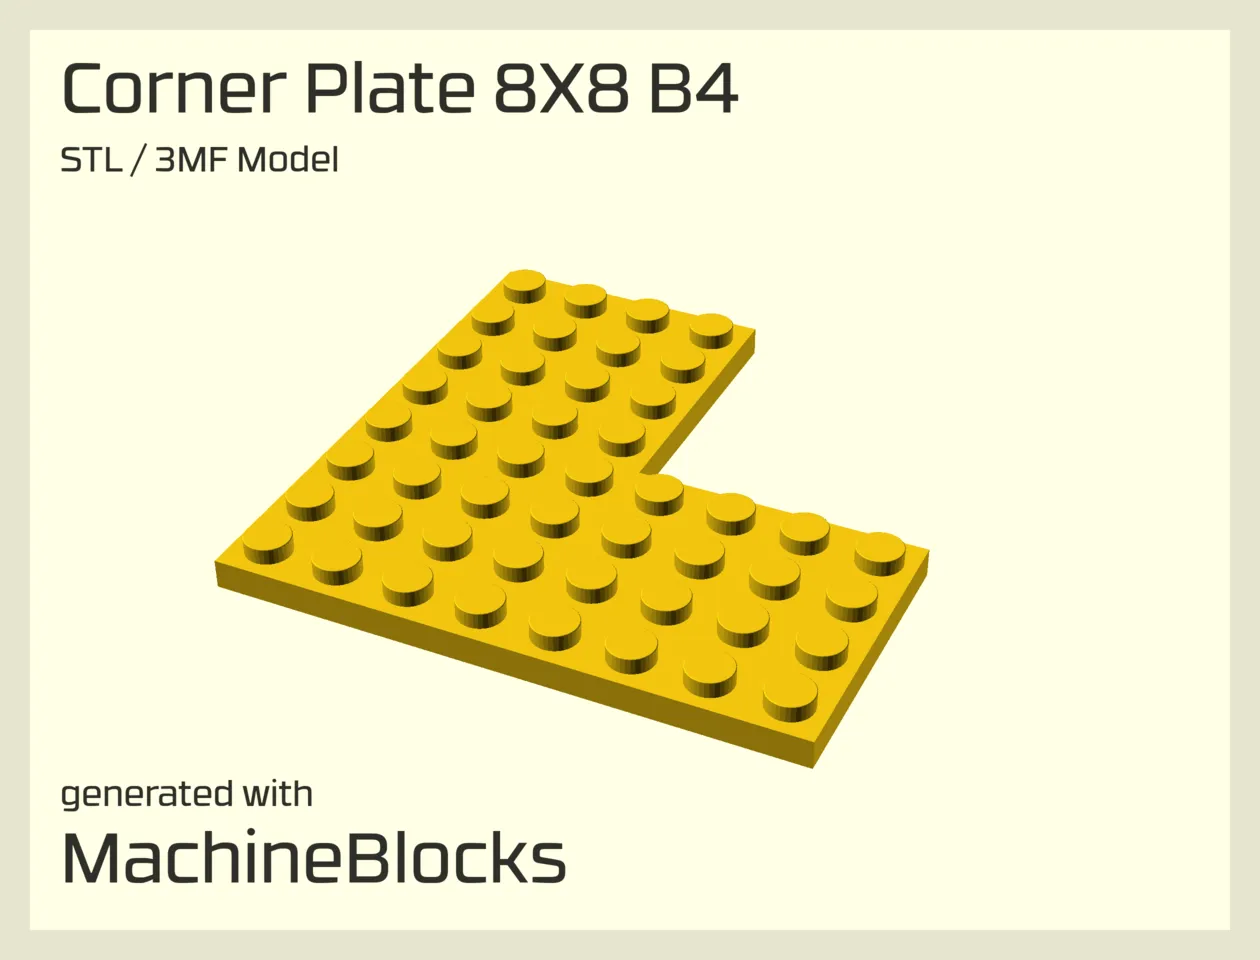 Corner Plate 8X8 B4
STL / 3MF Model
generated with
MachineBlocks